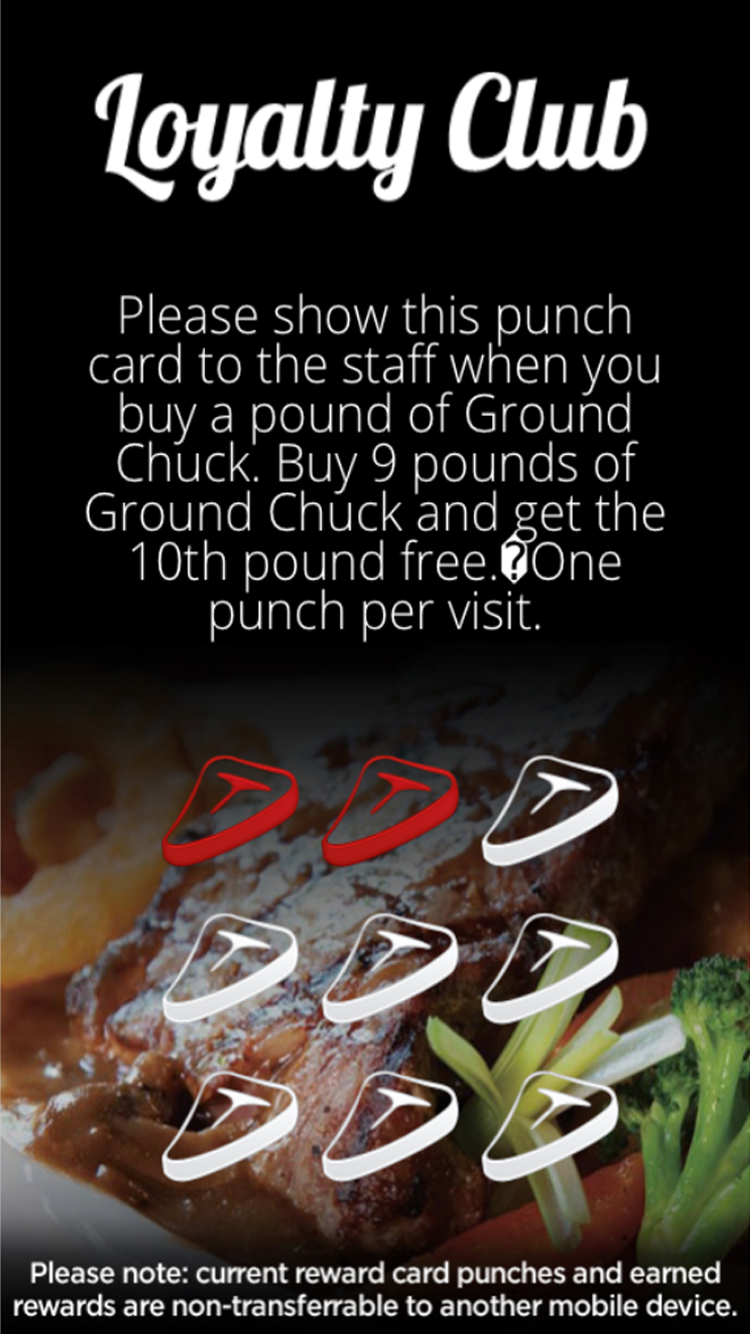 Loyalty Club
Please show this punch
card to the staff when you
buy a pound of Ground
Chuck. Buy 9 pounds of
Ground Chuck and get the
10th pound free.�One
punch per visit.
Please note: current reward card punches and earned
rewards are non-transferrable to another mobile device.